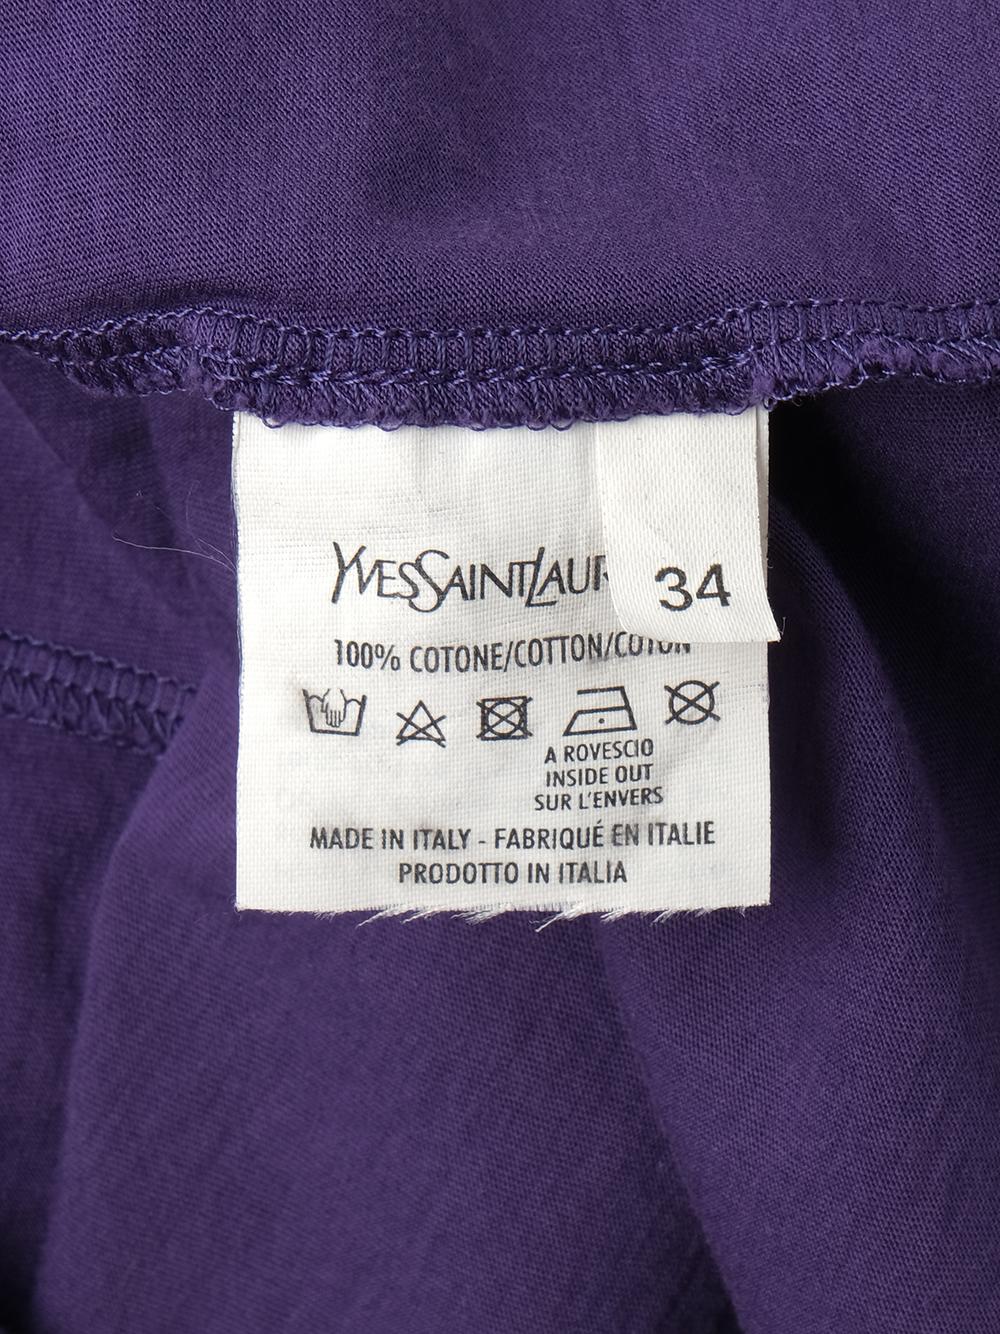 YVESSAINTLAUR
34
100% COTONE/COTTON/COTON
A ROVESCIO
INSIDE OUT
SUR L'ENVERS
MADE IN ITALY - FABRIQUÉ EN ITALIE
PRODOTTO IN ITALIA